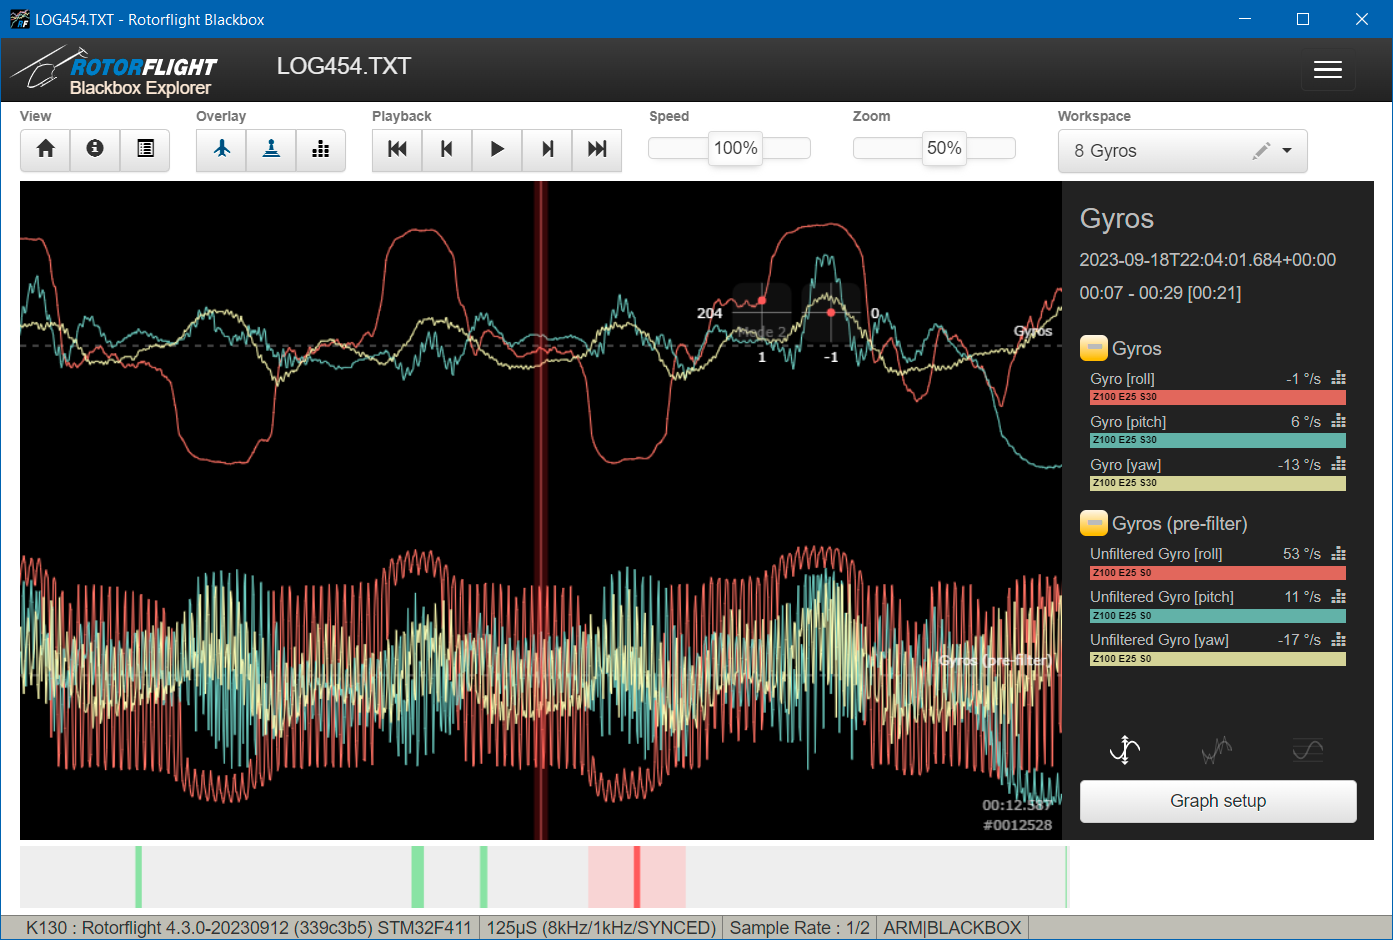 LOG454.TXT - Rotorflight Blackbox
ROTORFLIGHT
Blackbox Explorer
LOG454.TXT
View Overlay Playback Speed Zoom Workspace
100% 50% 8 Gyros
Gyros
2023-09-18T22:04:01.684+00:00
00:07 - 00:29 [00:21]
204 Mode 2 0
1 -1
Gyros
Gyros
Gyro [roll] -1 °/s
Z100 E25 S30
Gyro [pitch] 6 °/s
Z100 E25 S30
Gyro [yaw] -13 °/s
Z100 E25 S30
Gyros (pre-filter)
Unfiltered Gyro [roll] 53 °/s
Z100 E25 S0
Unfiltered Gyro [pitch] 11 °/s
Z100 E25 S0
Unfiltered Gyro [yaw] -17 °/s
Z100 E25 S0
Gyros (pre-filter)
00:12.587
#0012528
Graph setup
K130 : Rotorflight 4.3.0-20230912 (339c3b5) STM32F411 125µS (8kHz/1kHz/SYNCED) Sample Rate : 1/2 ARM|BLACKBOX